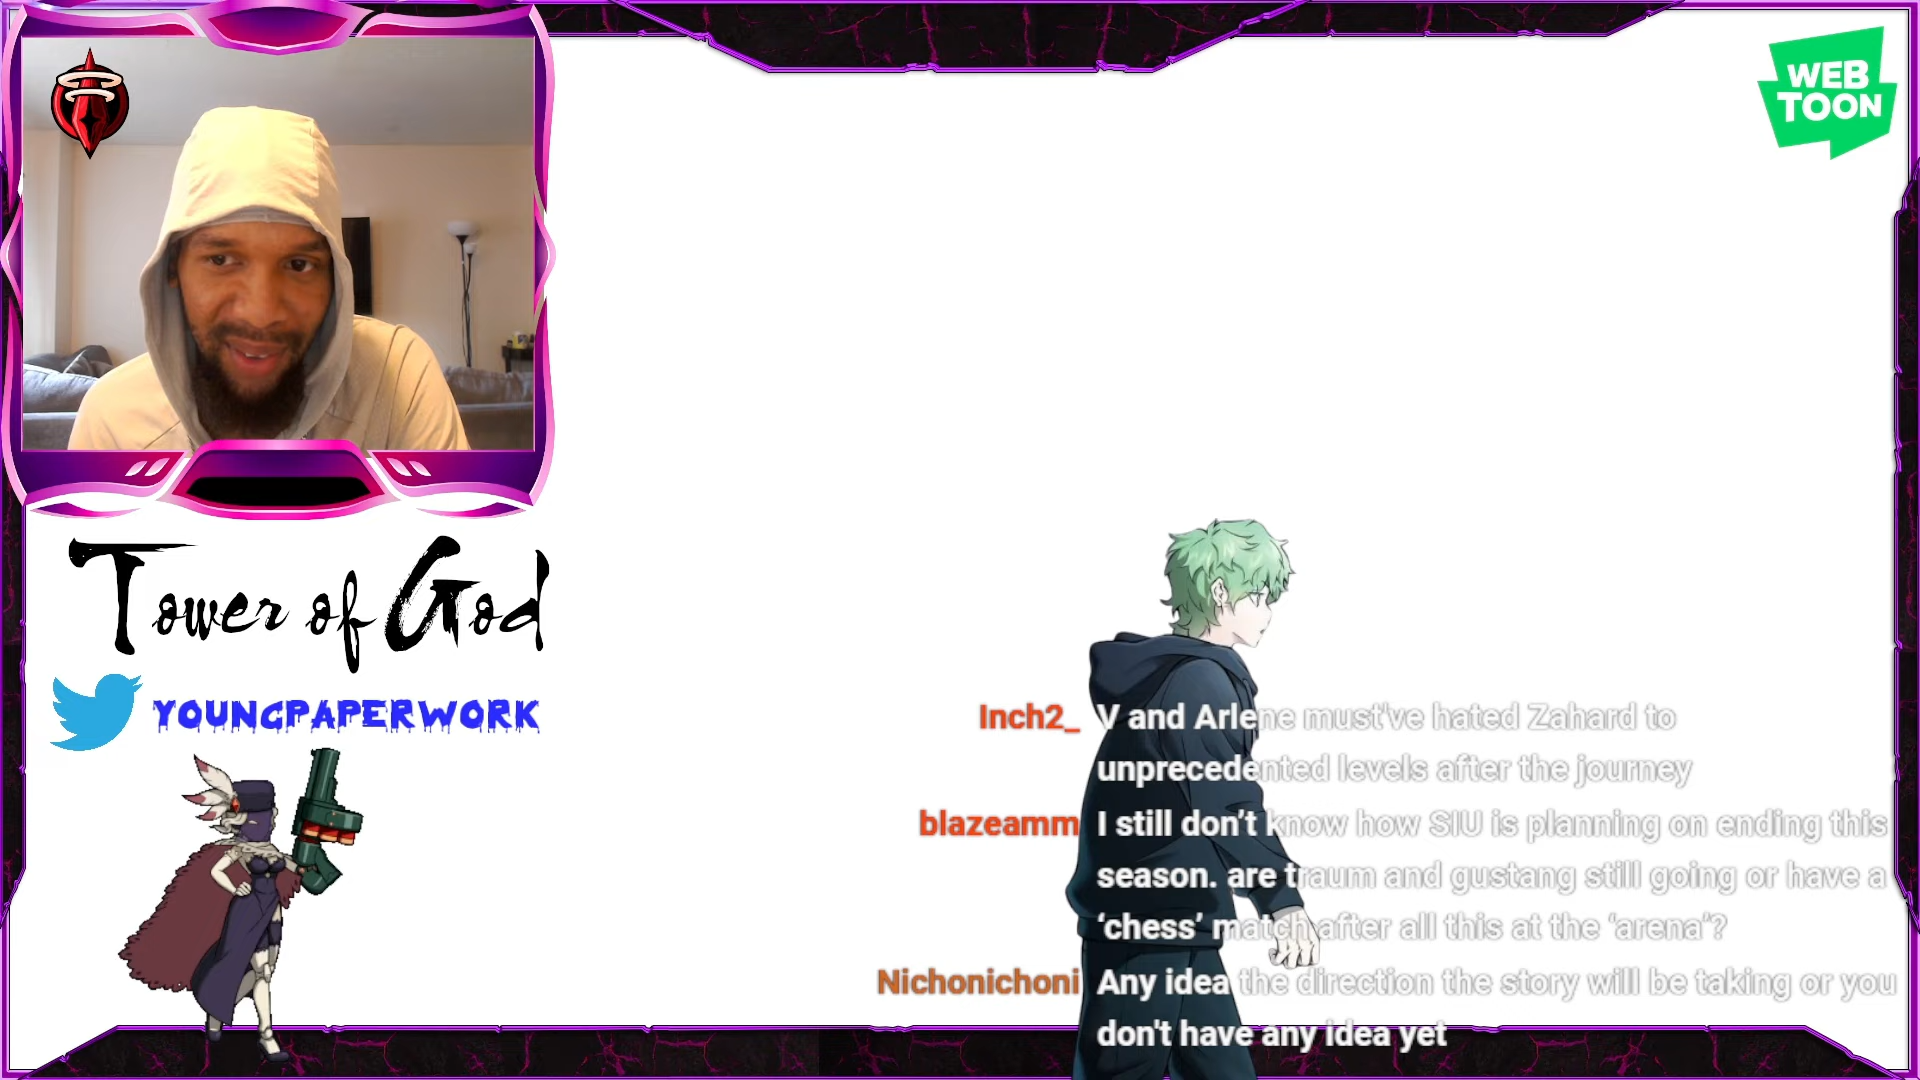 WEB
TOON
Tower of God
YOUNGPAPERWORK
Inch2_ V and Arlene must've hated Zahard to
unprecedented levels after the journey
blazeamm I still don't know how SIU is planning on ending this
season. are traum and gustang still going or have a
‘chess’ match after all this at the ‘arena’?
Nichonichoni Any idea the direction the story will be taking or you
don't have any idea yet